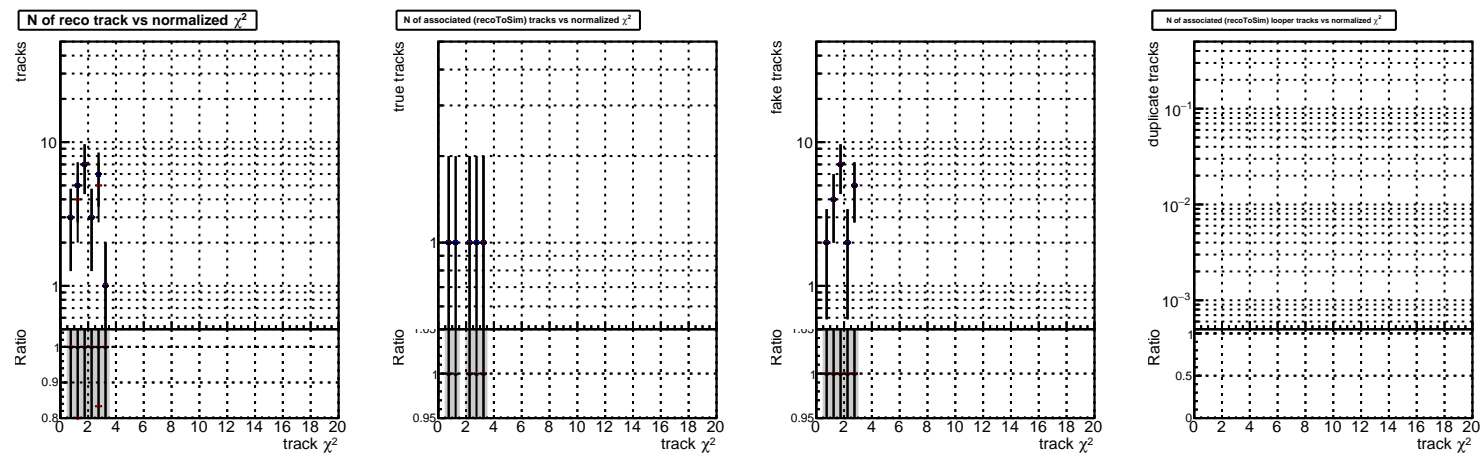 N of reco track vs normalized χ²
tracks
10
1
Ratio
1
0.9
0.8
0 2 4 6 8 10 12 14 16 18 20
track χ²
N of associated (recoToSim) tracks vs normalized χ²
true tracks
1
Ratio
1.05
1
0.95
0 2 4 6 8 10 12 14 16 18 20
track χ²
fake tracks
10
1
Ratio
1.05
1
0.95
0 2 4 6 8 10 12 14 16 18 20
track χ²
N of associated (recoToSim) looper tracks vs normalized χ²
duplicate tracks
10⁻¹
10⁻²
10⁻³
Ratio
1
0.5
0
0 2 4 6 8 10 12 14 16 18 20
track χ²